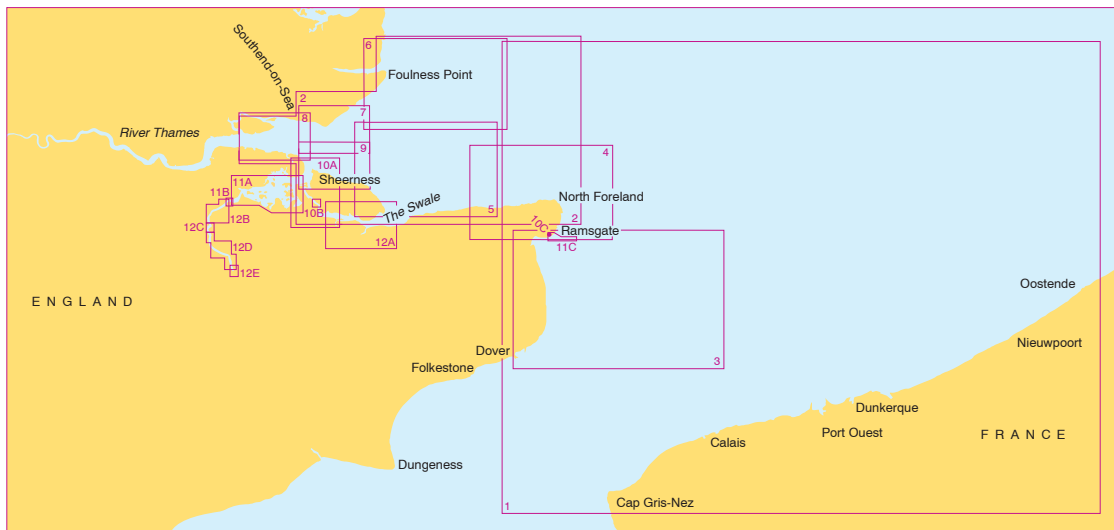 6
Foulness Point
Southend-on-Sea
2
7
8
River Thames
9
4
10A
Sheerness
11A
11B
10B
The Swale
5
North Foreland
2
12B
12C
10C
Ramsgate
11C
12A
12D
12E
ENGLAND
Oostende
Nieuwpoort
Dover
3
Folkestone
Dunkerque
Port Ouest
FRANCE
Calais
Dungeness
1
Cap Gris-Nez